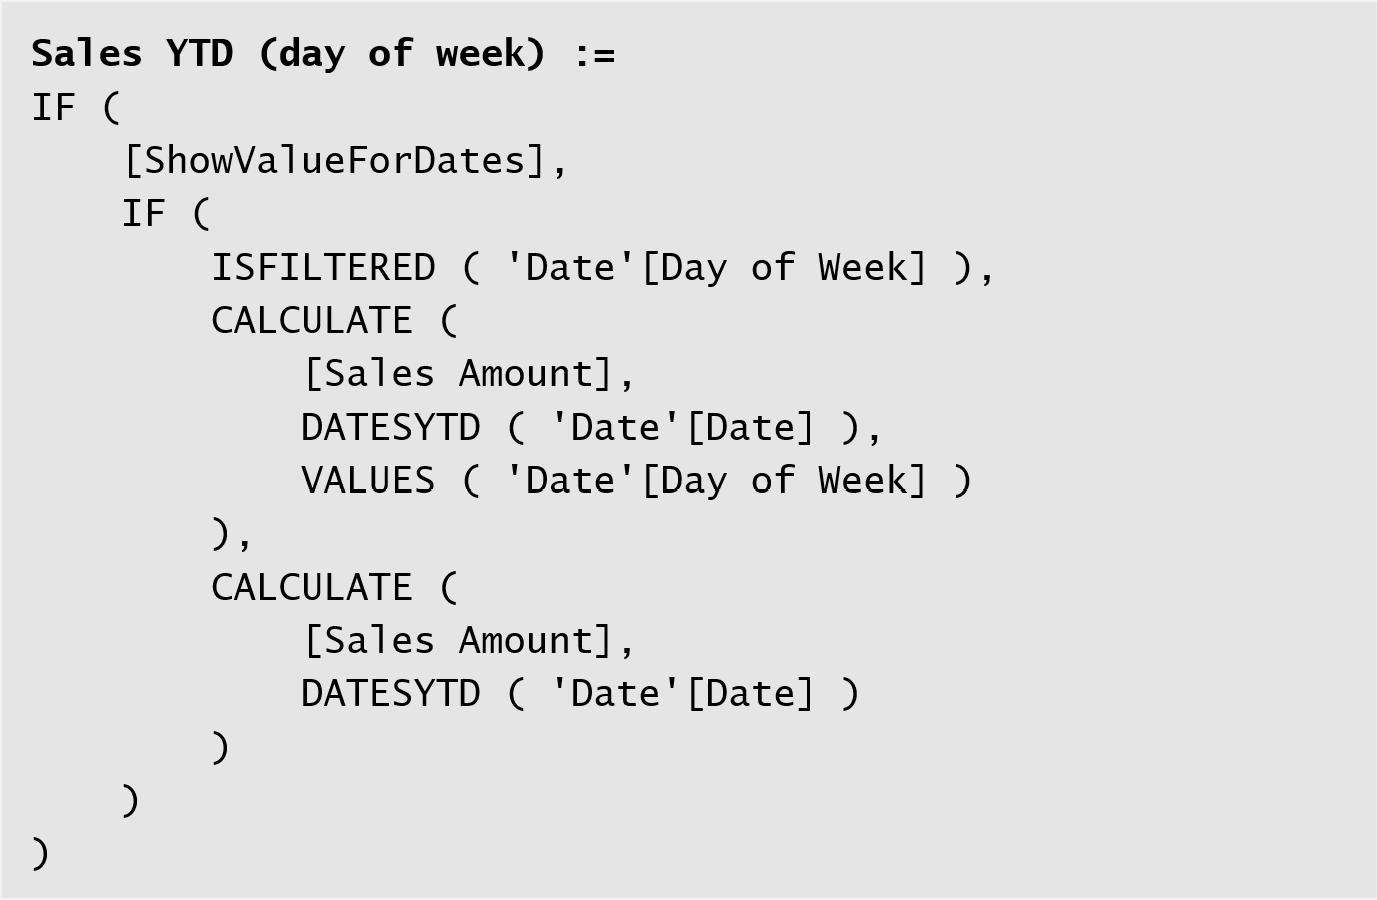 Sales YTD (day of week) :=
IF (
    [ShowValueForDates],
    IF (
        ISFILTERED ( 'Date'[Day of Week] ),
        CALCULATE (
            [Sales Amount],
            DATESYTD ( 'Date'[Date] ),
            VALUES ( 'Date'[Day of Week] )
        ),
        CALCULATE (
            [Sales Amount],
            DATESYTD ( 'Date'[Date] )
        )
    )
)